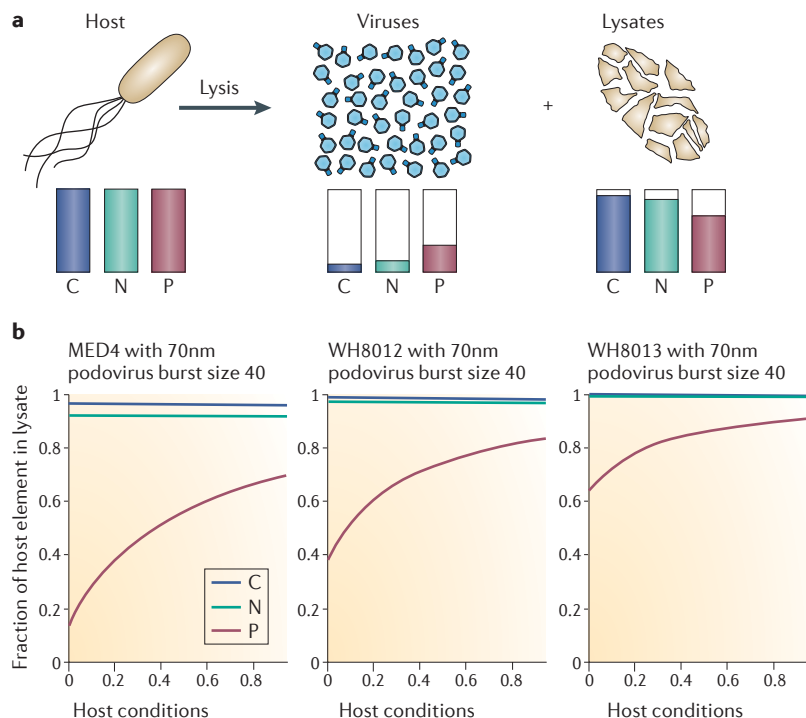 a
Host
Viruses
Lysates
Lysis
+
C N P
C N P
C N P
b
MED4 with 70nm
podovirus burst size 40
WH8012 with 70nm
podovirus burst size 40
WH8013 with 70nm
podovirus burst size 40
Fraction of host element in lysate
1
0.8
0.6
0.4
0.2
0
C
N
P
0 0.2 0.4 0.6 0.8
Host conditions
1
0.8
0.6
0.4
0.2
0
0 0.2 0.4 0.6 0.8
Host conditions
1
0.8
0.6
0.4
0.2
0
0 0.2 0.4 0.6 0.8
Host conditions